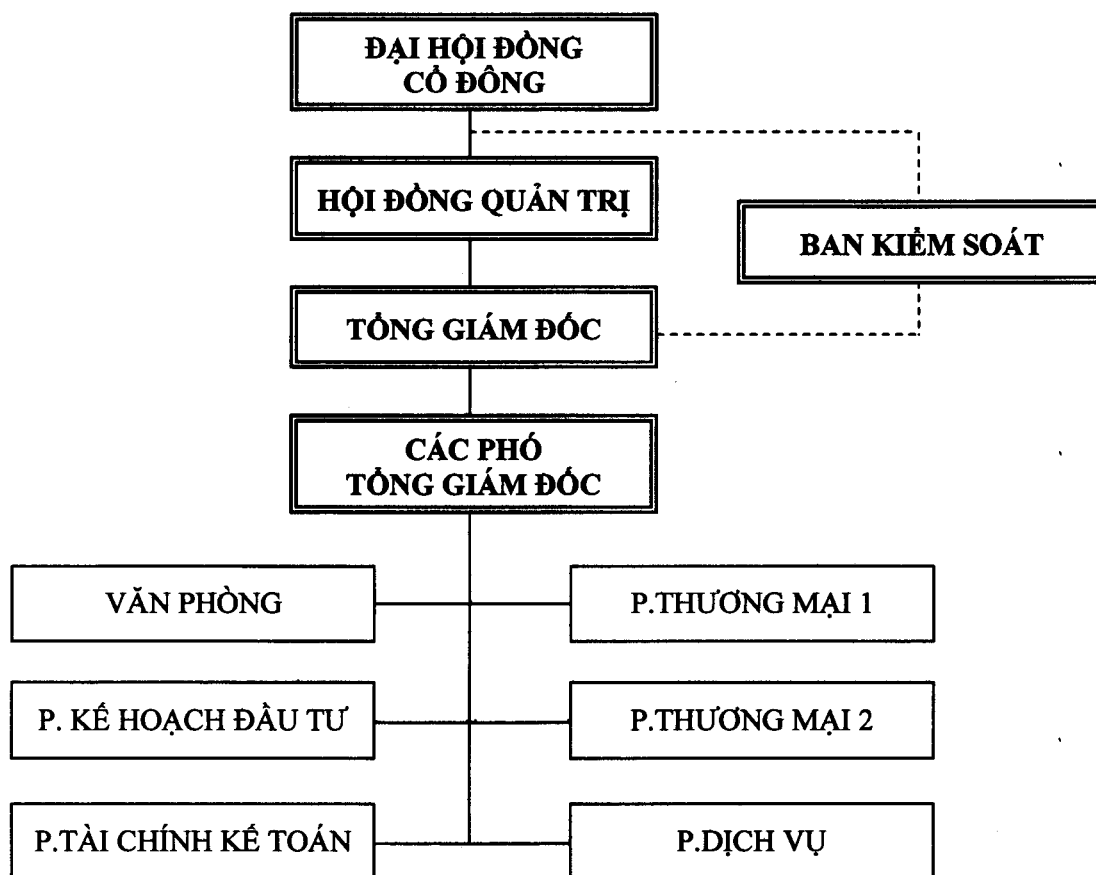 ĐẠI HỘI ĐỒNG
CỔ ĐÔNG
HỘI ĐỒNG QUẢN TRỊ
BAN KIỂM SOÁT
TỔNG GIÁM ĐỐC
CÁC PHÓ
TỔNG GIÁM ĐỐC
VĂN PHÒNG
P.THƯƠNG MẠI 1
P. KẾ HOẠCH ĐẦU TƯ
P.THƯƠNG MẠI 2
P.TÀI CHÍNH KẾ TOÁN
P.DỊCH VỤ